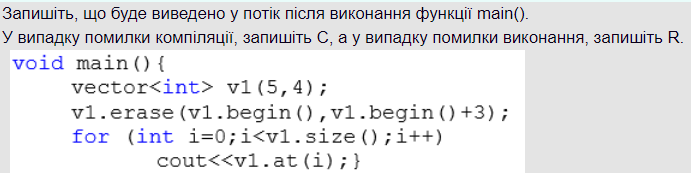 Запишіть, що буде виведено у потік після виконання функції main().
У випадку помилки компіляції, запишіть C, а у випадку помилки виконання, запишіть R.
void main(){
vector<int> v1(5,4);
v1.erase(v1.begin(),v1.begin()+3);
for (int i=0;i<v1.size();i++)
cout<<v1.at(i);}